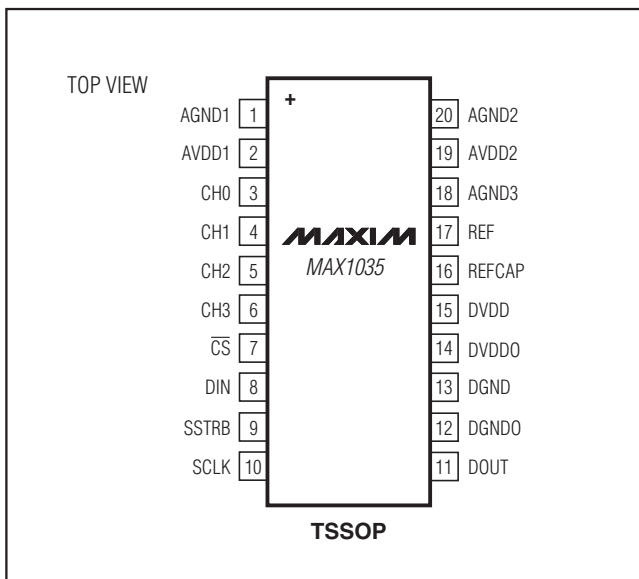 TOP VIEW
+
AGND1 1
AVDD1 2
CH0 3
CH1 4
CH2 5
CH3 6
C̅S̅ 7
DIN 8
SSTRB 9
SCLK 10
MAXIM
MAX1035
20 AGND2
19 AVDD2
18 AGND3
17 REF
16 REFCAP
15 DVDD
14 DVDDO
13 DGND
12 DGNDO
11 DOUT
TSSOP